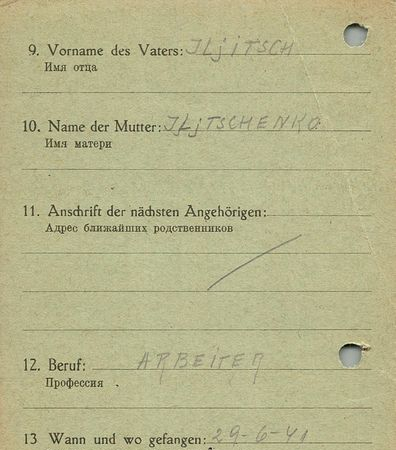 9. Vorname des Vaters: JLjiTSCH
Имя отца
10. Name der Mutter: JLjTSCHENKO
Имя матери
11. Anschrift der nächsten Angehörigen:
Адрес ближайших родственников
12. Beruf: ARBEITER
Профессия
13 Wann und wo gefangen: 29-6-41